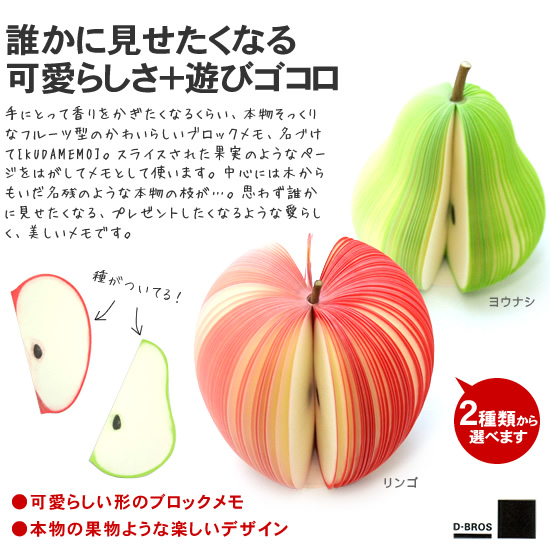 誰かに見せたくなる
可愛らしさ+遊びゴコロ
手にとって香りをかぎたくなるくらい、本物そっくり
なフルーツ型のかわいらしいブロックメモ、名づけ
て[KUDAMEMO]。スライスされた果実のようなペー
ジをはがしてメモとして使います。中心には木から
もいだ名残のような本物の枝が…。思わず誰か
に見せたくなる、プレゼントしたくなるような愛らし
く、美しいメモです。
ヨウナシ
種がついてる!
2種類から
選べます
リンゴ
●可愛らしい形のブロックメモ
●本物の果物ような楽しいデザイン
D-BROS